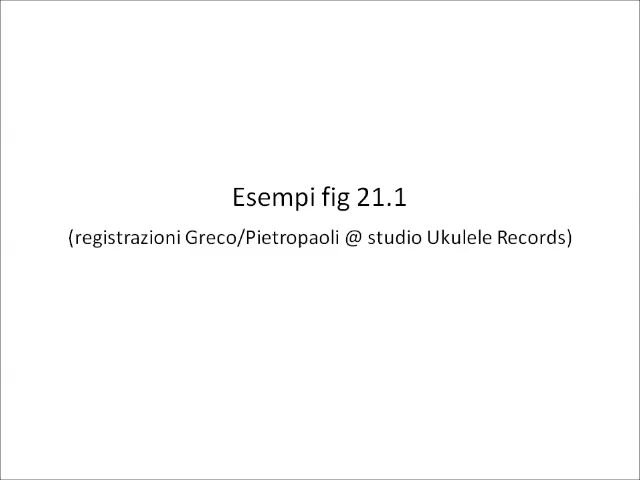 Esempi fig 21.1
(registrazioni Greco/Pietropaoli @ studio Ukulele Records)